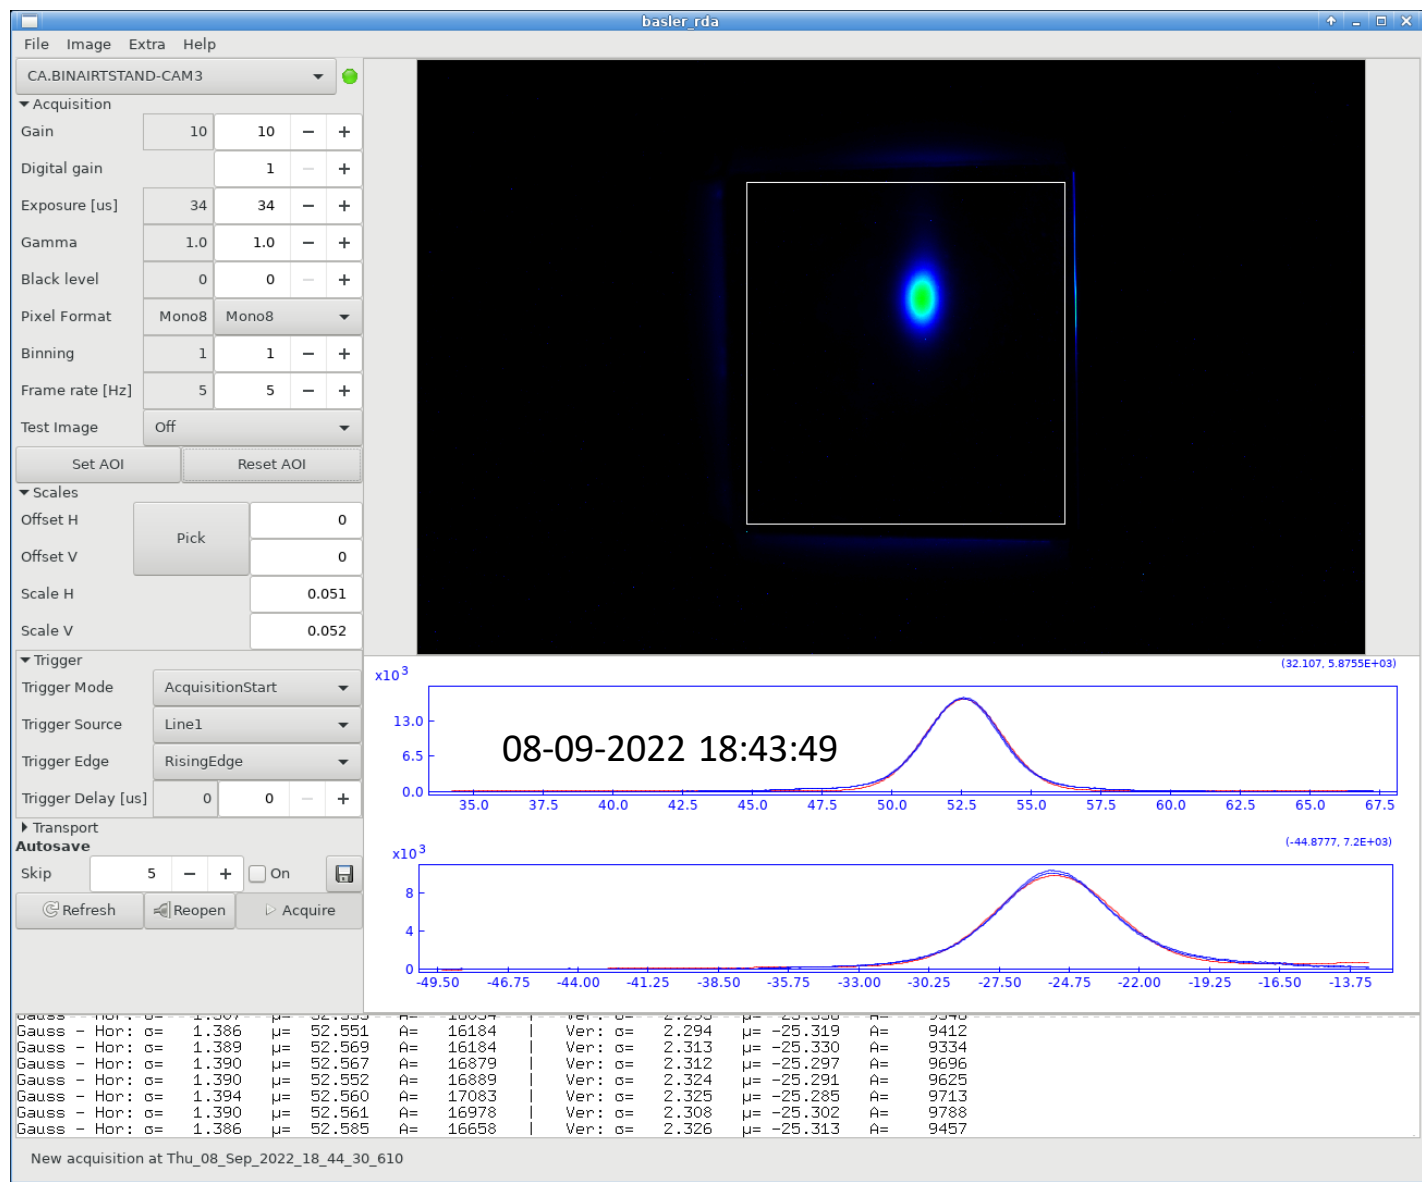 basler_rda
File Image Extra Help
CA.BINAIRTSTAND-CAM3
Acquisition
Gain 10 10
Digital gain 1
Exposure [us] 34 34
Gamma 1.0 1.0
Black level 0 0
Pixel Format Mono8 Mono8
Binning 1 1
Frame rate [Hz] 5 5
Test Image Off
Set AOI Reset AOI
Scales
Offset H 0
Pick
Offset V 0
Scale H 0.051
Scale V 0.052
Trigger
Trigger Mode AcquisitionStart
Trigger Source Line1
Trigger Edge RisingEdge
Trigger Delay [us] 0 0
Transport
Autosave
Skip 5 On
Refresh Reopen Acquire
(32.107, 5.8755E+03)
x10³
13.0
6.5
0.0
08-09-2022 18:43:49
35.0 37.5 40.0 42.5 45.0 47.5 50.0 52.5 55.0 57.5 60.0 62.5 65.0 67.5
(-44.8777, 7.2E+03)
x10³
8
4
0
-49.50 -46.75 -44.00 -41.25 -38.50 -35.75 -33.00 -30.25 -27.50 -24.75 -22.00 -19.25 -16.50 -13.75
Gauss - Hor: σ= 1.386 μ= 52.551 A= 16184 | Ver: σ= 2.294 μ= -25.319 A= 9412
Gauss - Hor: σ= 1.389 μ= 52.569 A= 16184 | Ver: σ= 2.313 μ= -25.330 A= 9334
Gauss - Hor: σ= 1.390 μ= 52.567 A= 16879 | Ver: σ= 2.312 μ= -25.297 A= 9696
Gauss - Hor: σ= 1.390 μ= 52.552 A= 16889 | Ver: σ= 2.324 μ= -25.291 A= 9625
Gauss - Hor: σ= 1.394 μ= 52.560 A= 17083 | Ver: σ= 2.325 μ= -25.285 A= 9713
Gauss - Hor: σ= 1.390 μ= 52.561 A= 16978 | Ver: σ= 2.308 μ= -25.302 A= 9788
Gauss - Hor: σ= 1.386 μ= 52.585 A= 16658 | Ver: σ= 2.326 μ= -25.313 A= 9457
New acquisition at Thu_08_Sep_2022_18_44_30_610